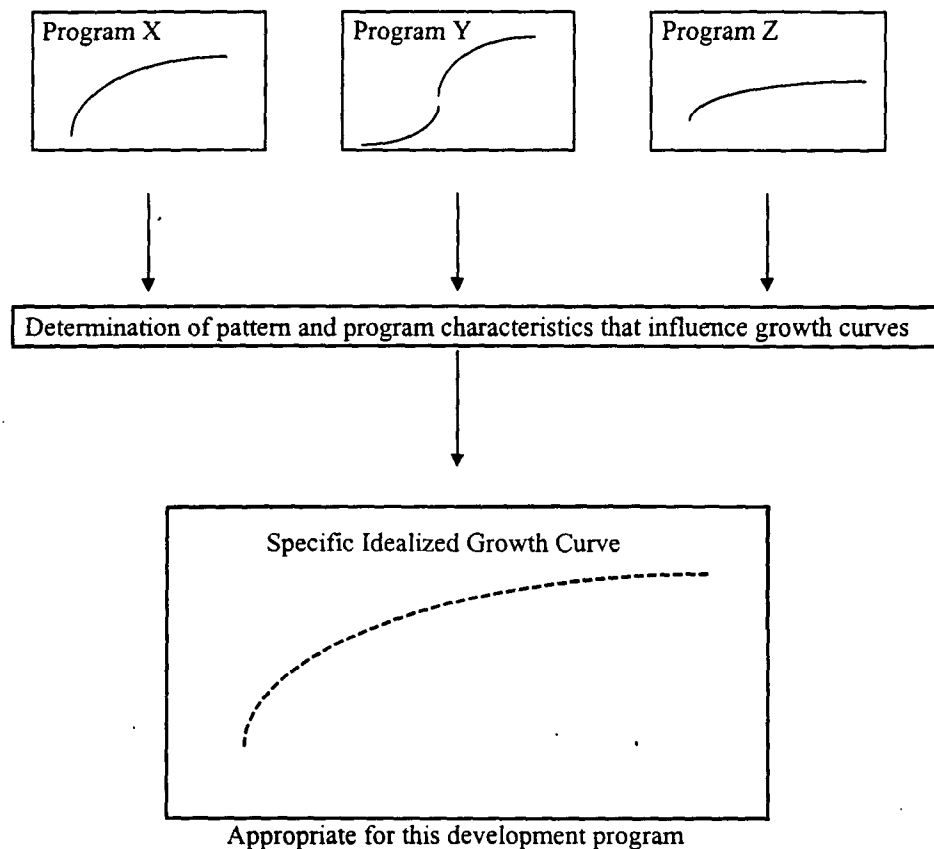 Program X
Program Y
Program Z
Determination of pattern and program characteristics that influence growth curves
Specific Idealized Growth Curve
Appropriate for this development program